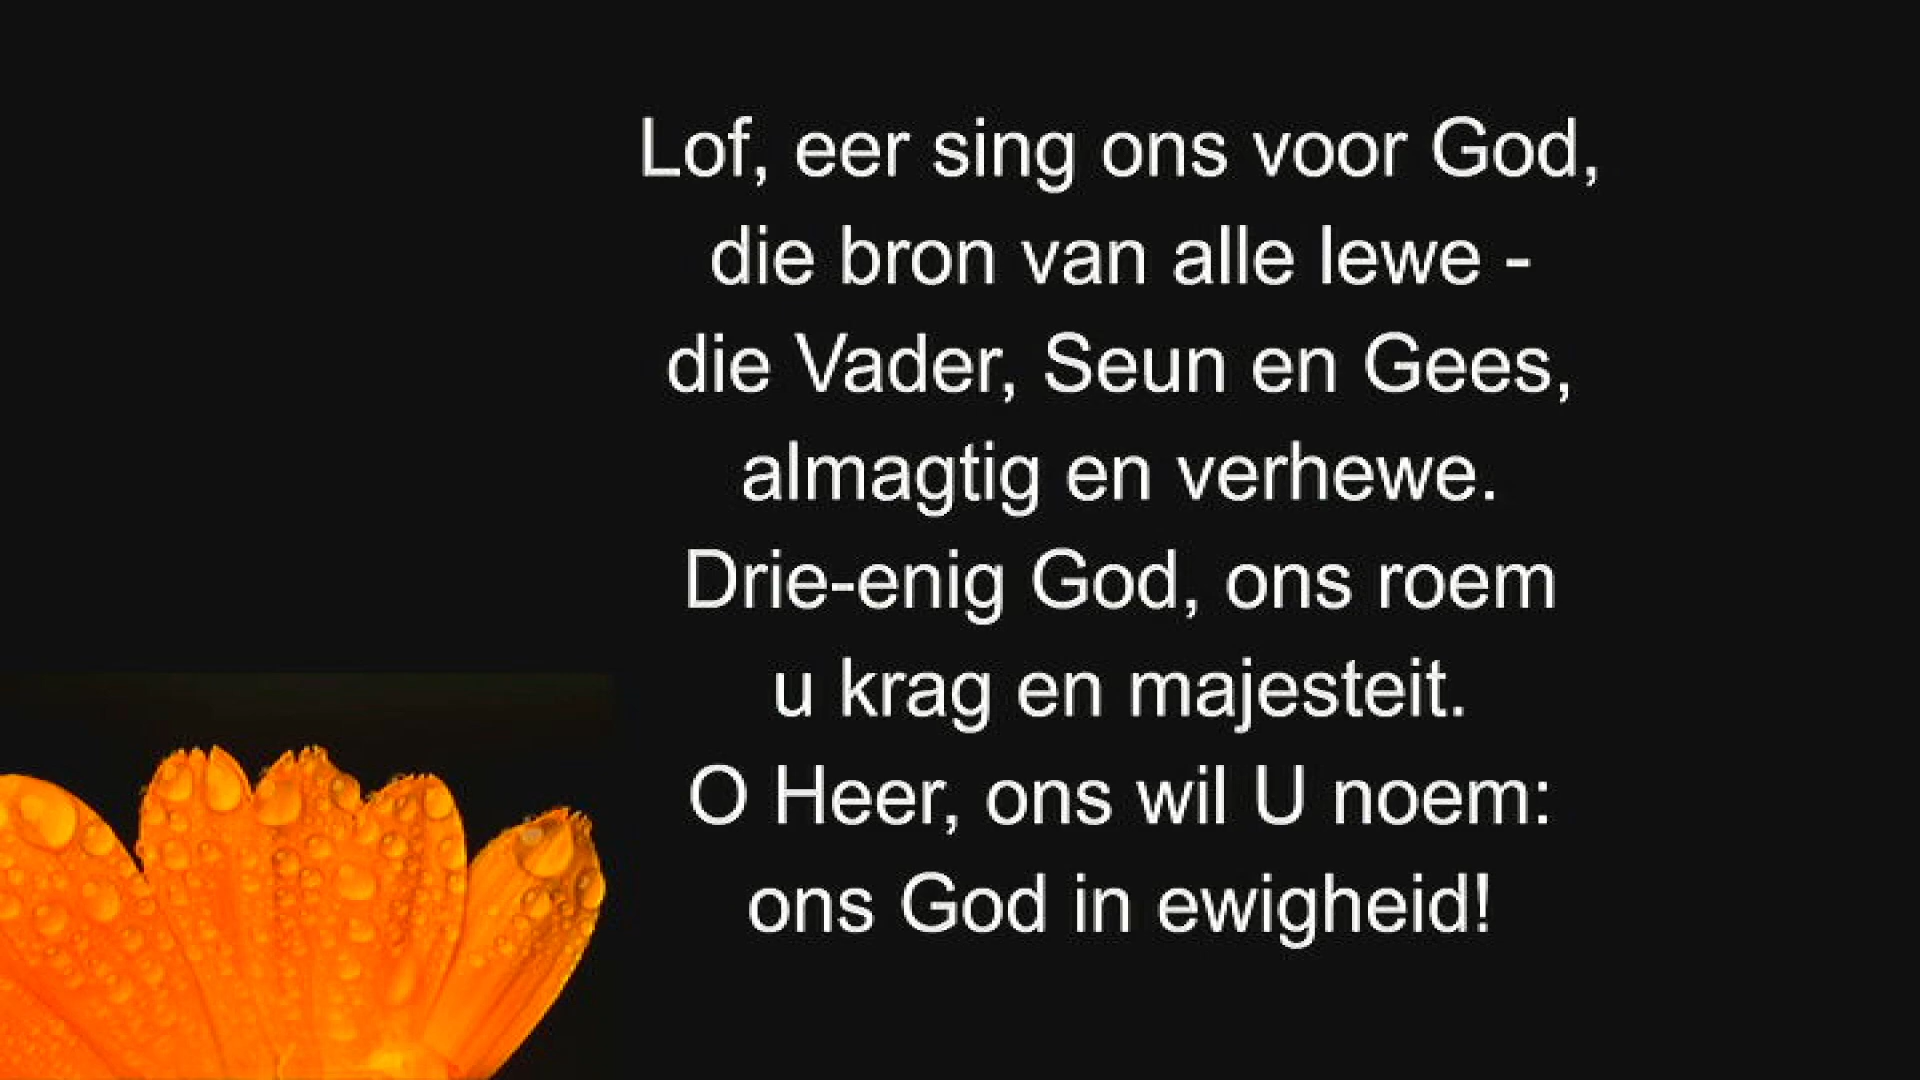 Lof, eer sing ons voor God,
die bron van alle lewe -
die Vader, Seun en Gees,
almagtig en verhewe.
Drie-enig God, ons roem
u krag en majesteit.
O Heer, ons wil U noem:
ons God in ewigheid!